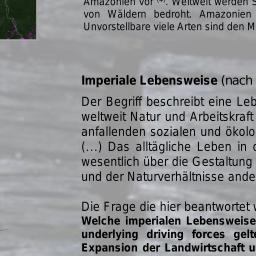 Amazonien vor (4). Weltweit werden S
von Wäldern bedroht. Amazonien
Unvorstellbare viele Arten sind den M
Imperiale Lebensweise (nach
Der Begriff beschreibt eine Leb
weltweit Natur und Arbeitskraft
anfallenden sozialen und ökolo
(...) Das alltägliche Leben in d
wesentlich über die Gestaltung
und der Naturverhältnisse ande
Die Frage die hier beantwortet w
Welche imperialen Lebensweise
underlying driving forces gelte
Expansion der Landwirtschaft u